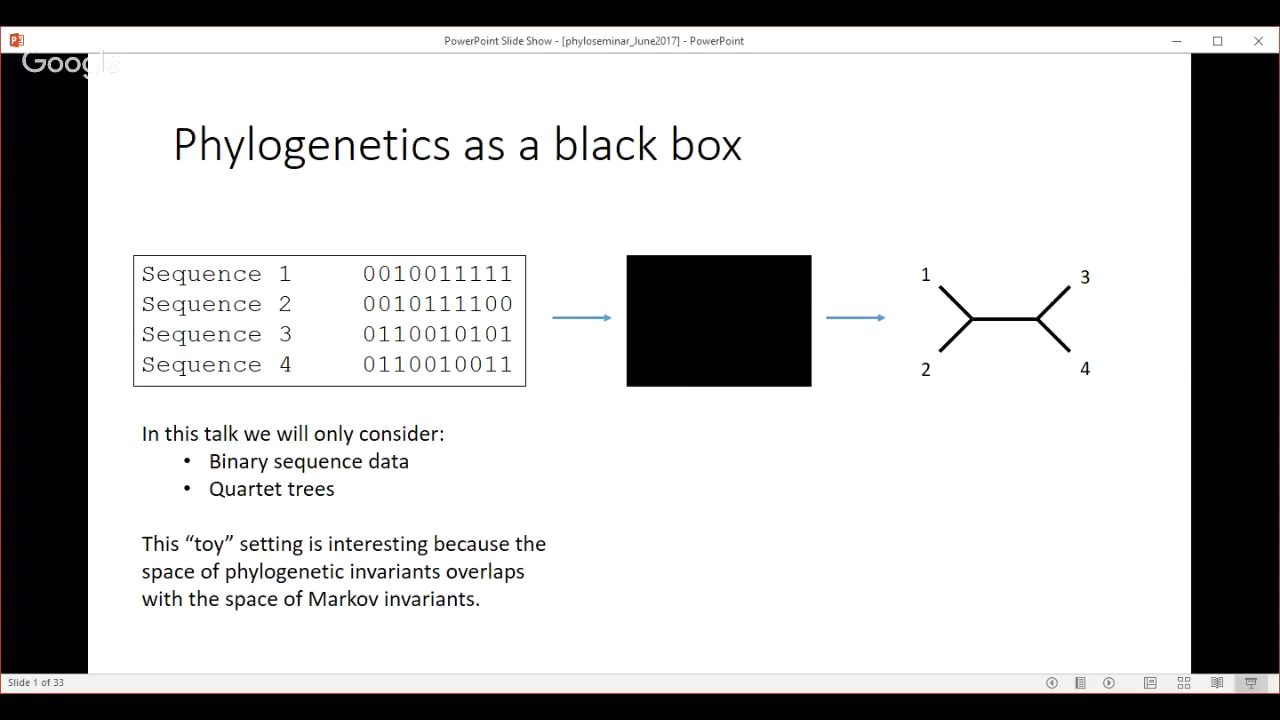 PowerPoint Slide Show - [phyloseminar_June2017] - PowerPoint
Google
Phylogenetics as a black box
Sequence 1 0010011111
Sequence 2 0010111100
Sequence 3 0110010101
Sequence 4 0110010011
1
3
2
4
In this talk we will only consider:
• Binary sequence data
• Quartet trees
This “toy” setting is interesting because the
space of phylogenetic invariants overlaps
with the space of Markov invariants.
Slide 1 of 33